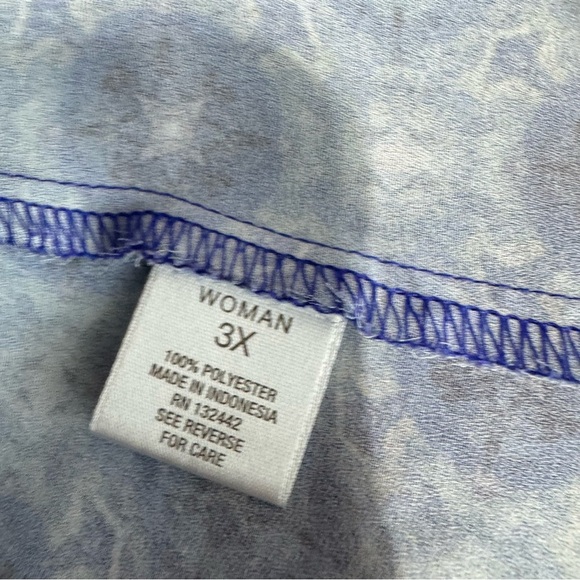 WOMAN
3X
100% POLYESTER
MADE IN INDONESIA
RN 132442
SEE REVERSE
FOR CARE